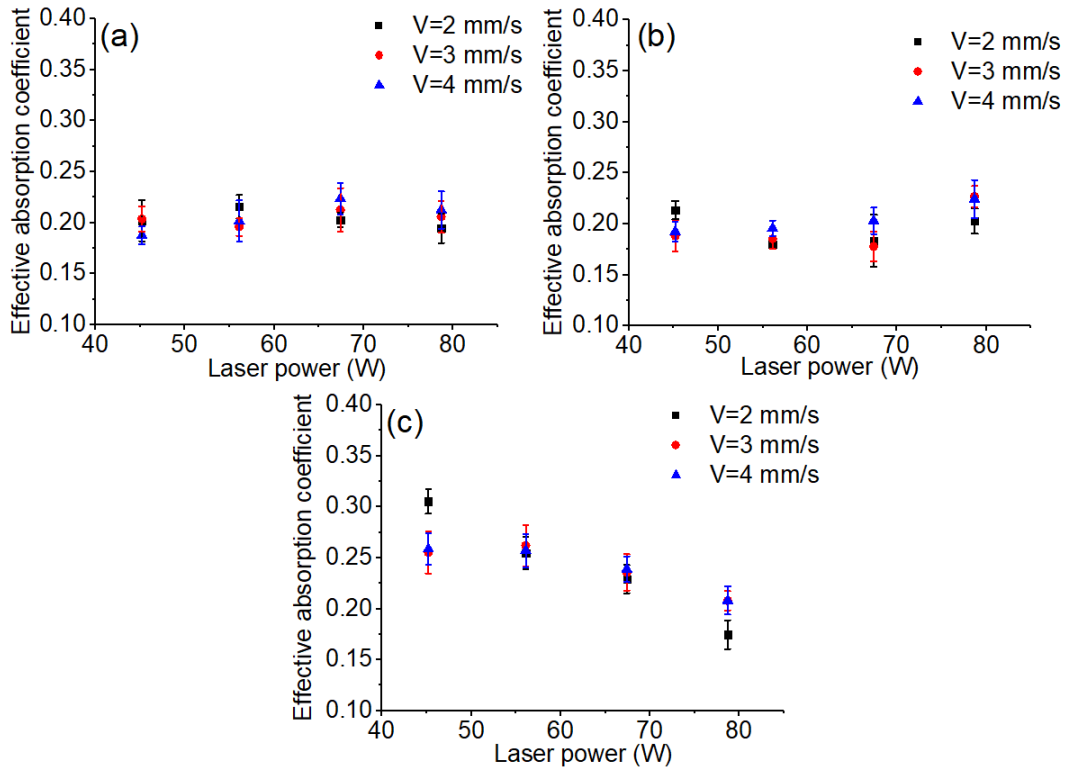 (a)
V=2 mm/s
V=3 mm/s
V=4 mm/s
Effective absorption coefficient
0.40
0.35
0.30
0.25
0.20
0.15
0.10
40 50 60 70 80
Laser power (W)
(b)
V=2 mm/s
V=3 mm/s
V=4 mm/s
Effective absorption coefficient
0.40
0.35
0.30
0.25
0.20
0.15
0.10
40 50 60 70 80
Laser power (W)
(c)
V=2 mm/s
V=3 mm/s
V=4 mm/s
Effective absorption coefficient
0.40
0.35
0.30
0.25
0.20
0.15
0.10
40 50 60 70 80
Laser power (W)